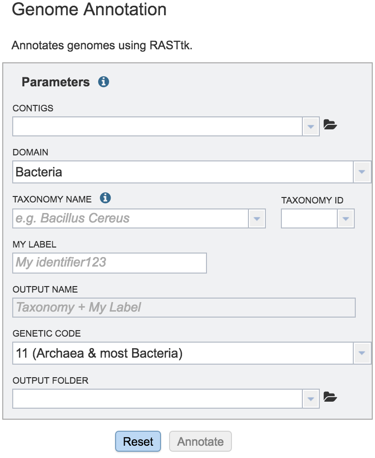 Genome Annotation
Annotates genomes using RASTtk.
Parameters i
CONTIGS
DOMAIN
Bacteria
TAXONOMY NAME i TAXONOMY ID
e.g. Bacillus Cereus
MY LABEL
My identifier123
OUTPUT NAME
Taxonomy + My Label
GENETIC CODE
11 (Archaea & most Bacteria)
OUTPUT FOLDER
Reset Annotate